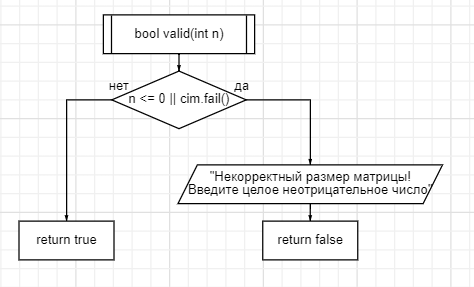 bool valid(int n)
нет
да
n <= 0 || cim.fail()
"Некорректный размер матрицы!
Введите целое неотрицательное число"
return true
return false